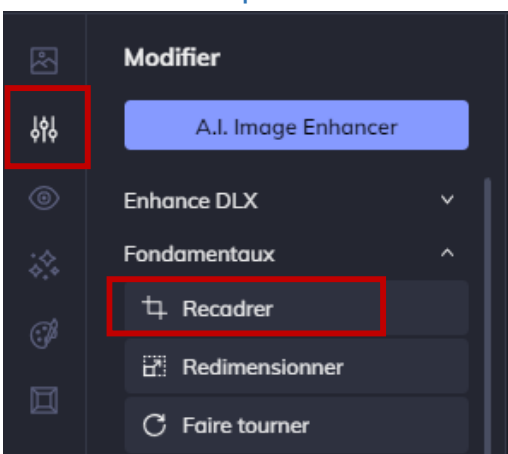 Modifier
A.I. Image Enhancer
Enhance DLX
Fondamentaux
Recadrer
Redimensionner
Faire tourner